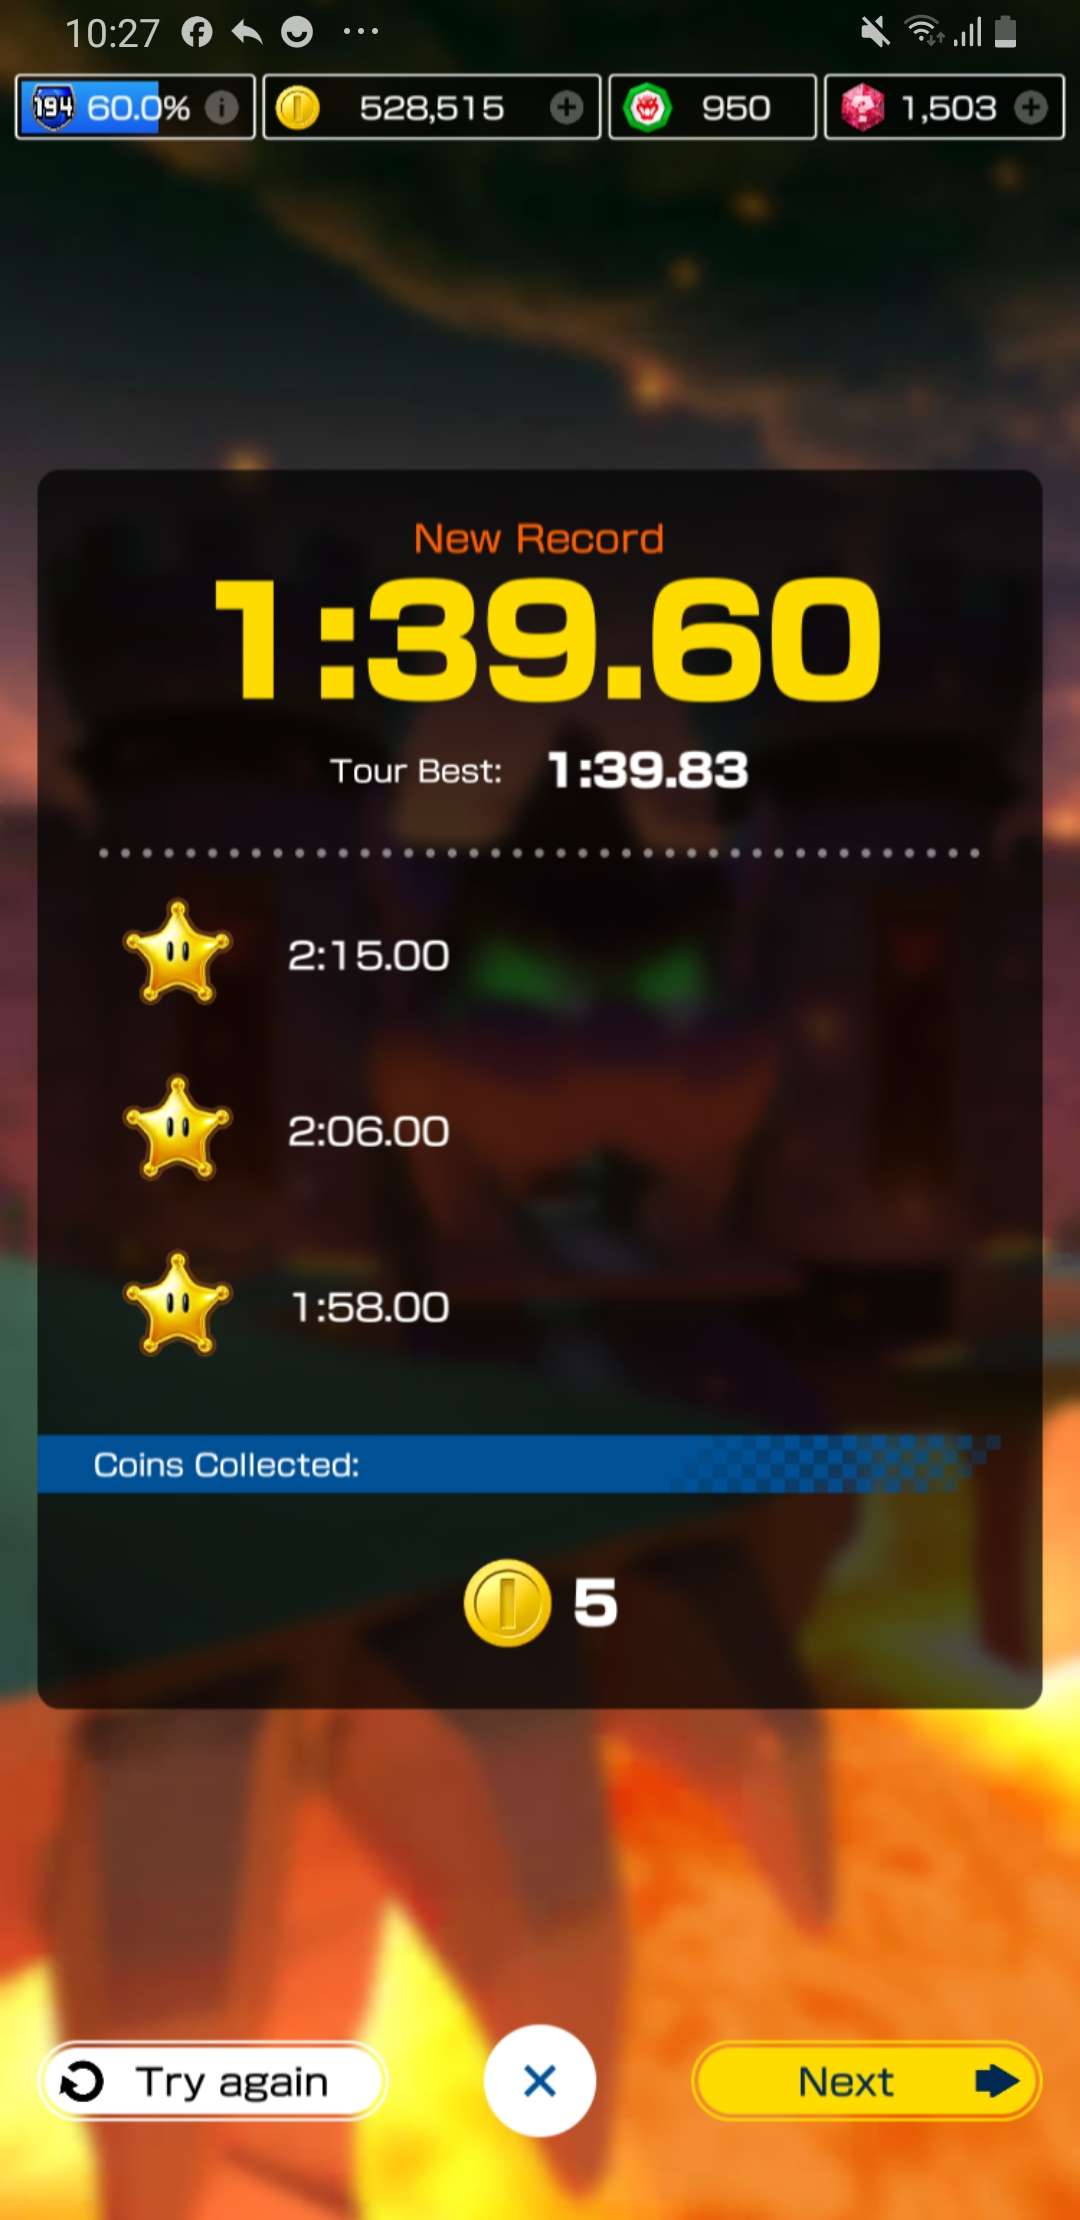 10:27
194 60.0% 528,515 950 1,503
New Record
1:39.60
Tour Best: 1:39.83
2:15.00
2:06.00
1:58.00
Coins Collected:
5
Try again
Next